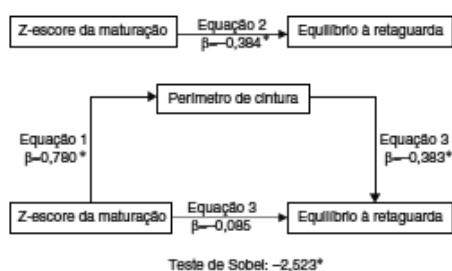 Z-escore da maturação
Equação 2
β=–0,384*
Equilíbrio à retaguarda
Perímetro de cintura
Equação 1
β=0,780*
Equação 3
β=–0,383*
Z-escore da maturação
Equação 3
β=–0,085
Equilíbrio à retaguarda
Teste de Sobel: –2,523*